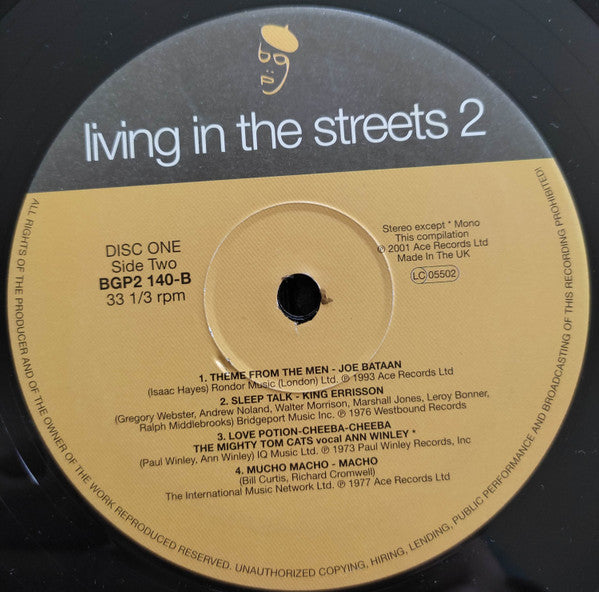 living in the streets 2
DISC ONE
Side Two
BGP2 140-B
33 1/3 rpm
Stereo except * Mono
This compilation
℗ 2001 Ace Records Ltd
Made In The UK
LC 05502
1. THEME FROM THE MEN - JOE BATAAN
(Isaac Hayes) Rondor Music (London) Ltd. ℗ 1993 Ace Records Ltd
2. SLEEP TALK - KING ERRISSON
(Gregory Webster, Andrew Noland, Walter Morrison, Marshall Jones, Leroy Bonner,
Ralph Middlebrooks) Bridgeport Music Inc. ℗ 1976 Westbound Records
3. LOVE POTION-CHEEBA-CHEEBA
THE MIGHTY TOM CATS vocal ANN WINLEY *
(Paul Winley, Ann Winley) IQ Music Ltd. ℗ 1973 Paul Winley Records, Inc
4. MUCHO MACHO - MACHO
(Bill Curtis, Richard Cromwell)
The International Music Network Ltd. ℗ 1977 Ace Records Ltd
ALL RIGHTS OF THE PRODUCER AND OF THE OWNER OF THE WORK REPRODUCED RESERVED. UNAUTHORIZED COPYING, HIRING, LENDING, PUBLIC PERFORMANCE AND BROADCASTING OF THIS RECORDING PROHIBITED.